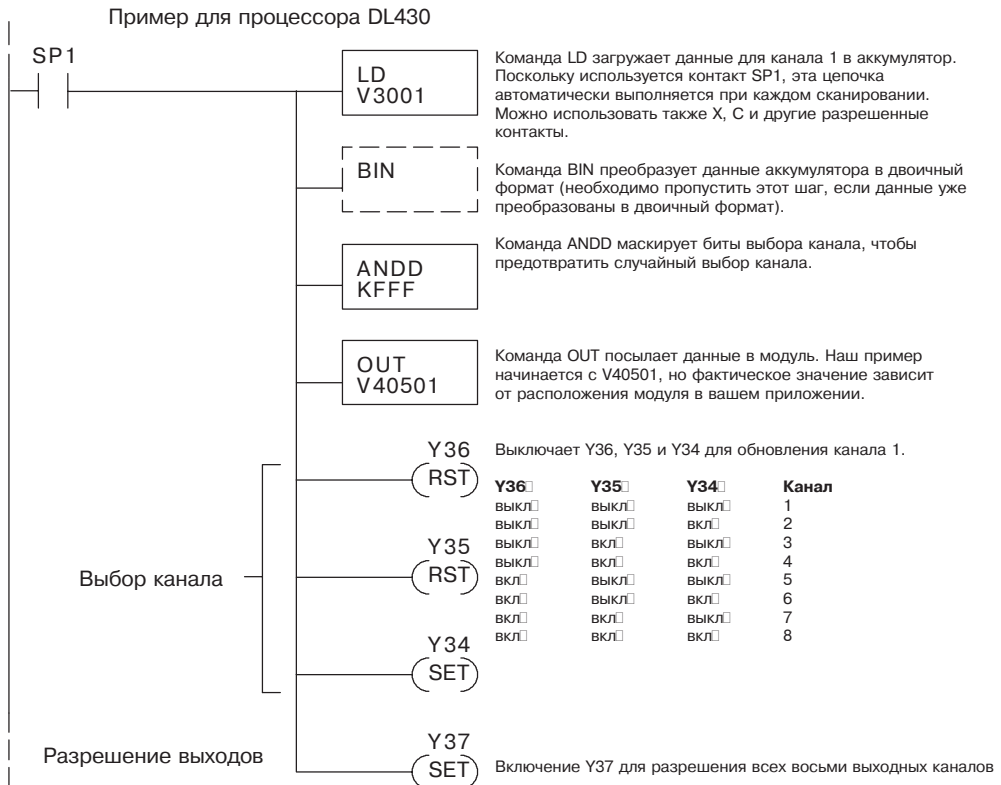 Пример для процессора DL430
SP1
LD
V3001
Команда LD загружает данные для канала 1 в аккумулятор.
Поскольку используется контакт SP1, эта цепочка
автоматически выполняется при каждом сканировании.
Можно использовать также X, C и другие разрешенные
контакты.
BIN
Команда BIN преобразует данные аккумулятора в двоичный
формат (необходимо пропустить этот шаг, если данные уже
преобразованы в двоичный формат).
ANDD
KFFF
Команда ANDD маскирует биты выбора канала, чтобы
предотвратить случайный выбор канала.
OUT
V40501
Команда OUT посылает данные в модуль. Наш пример
начинается с V40501, но фактическое значение зависит
от расположения модуля в вашем приложении.
Y36
RST
Выключает Y36, Y35 и Y34 для обновления канала 1.
Y36 Y35 Y34 Канал
выкл выкл выкл 1
выкл выкл вкл 2
выкл вкл выкл 3
выкл вкл вкл 4
вкл выкл выкл 5
вкл выкл вкл 6
вкл вкл выкл 7
вкл вкл вкл 8
Y35
RST
Выбор канала
Y34
SET
Разрешение выходов
Y37
SET
Включение Y37 для разрешения всех восьми выходных каналов